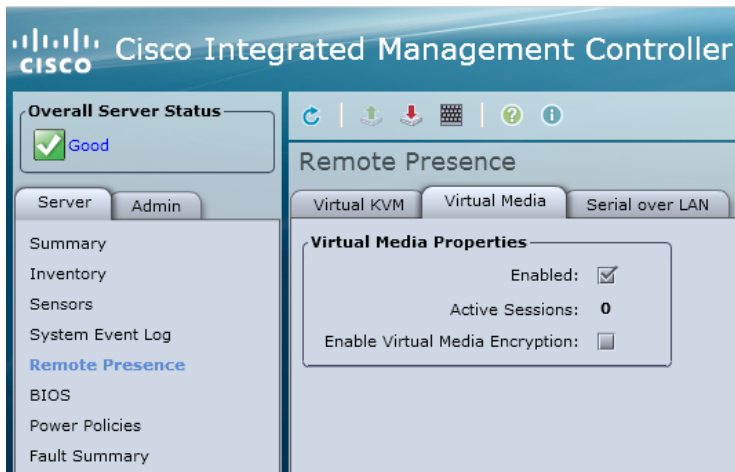 CISCO
Cisco Integrated Management Controller
Overall Server Status
Good
Server
Admin
Summary
Inventory
Sensors
System Event Log
Remote Presence
BIOS
Power Policies
Fault Summary
Remote Presence
Virtual KVM
Virtual Media
Serial over LAN
Virtual Media Properties
Enabled:
Active Sessions: 0
Enable Virtual Media Encryption: